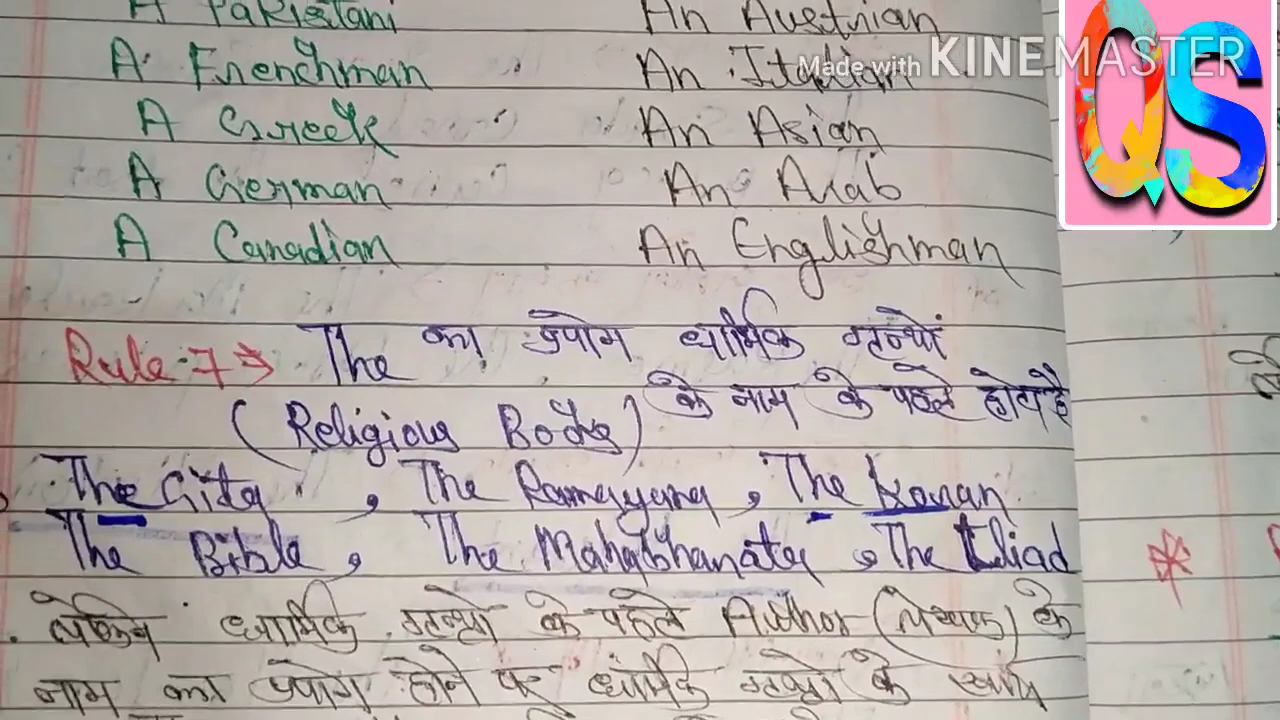 A Pakistani An Austrian
A Frenchman An Italian
A Greek An Asian
A German An Arab
A Canadian An Englishman
Rule-7⇒ The का प्रयोग धार्मिक ग्रन्थों
(Religious Books) के नाम के पहले होता है
The Gita, The Ramayana, The Koran
The Bible, The Mahabharata, The Iliad
लेकिन धार्मिक ग्रन्थो के पहले Author (लेखक) के
नाम का प्रयोग होने पर धार्मिक ग्रन्थो के साथ
Made with KINEMASTER
QS